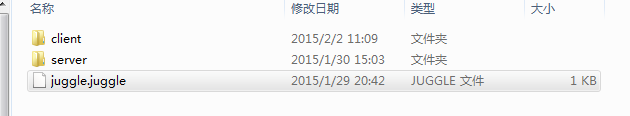 名称 修改日期 类型 大小
client 2015/2/2 11:09 文件夹
server 2015/1/30 15:03 文件夹
juggle.juggle 2015/1/29 20:42 JUGGLE 文件 1 KB